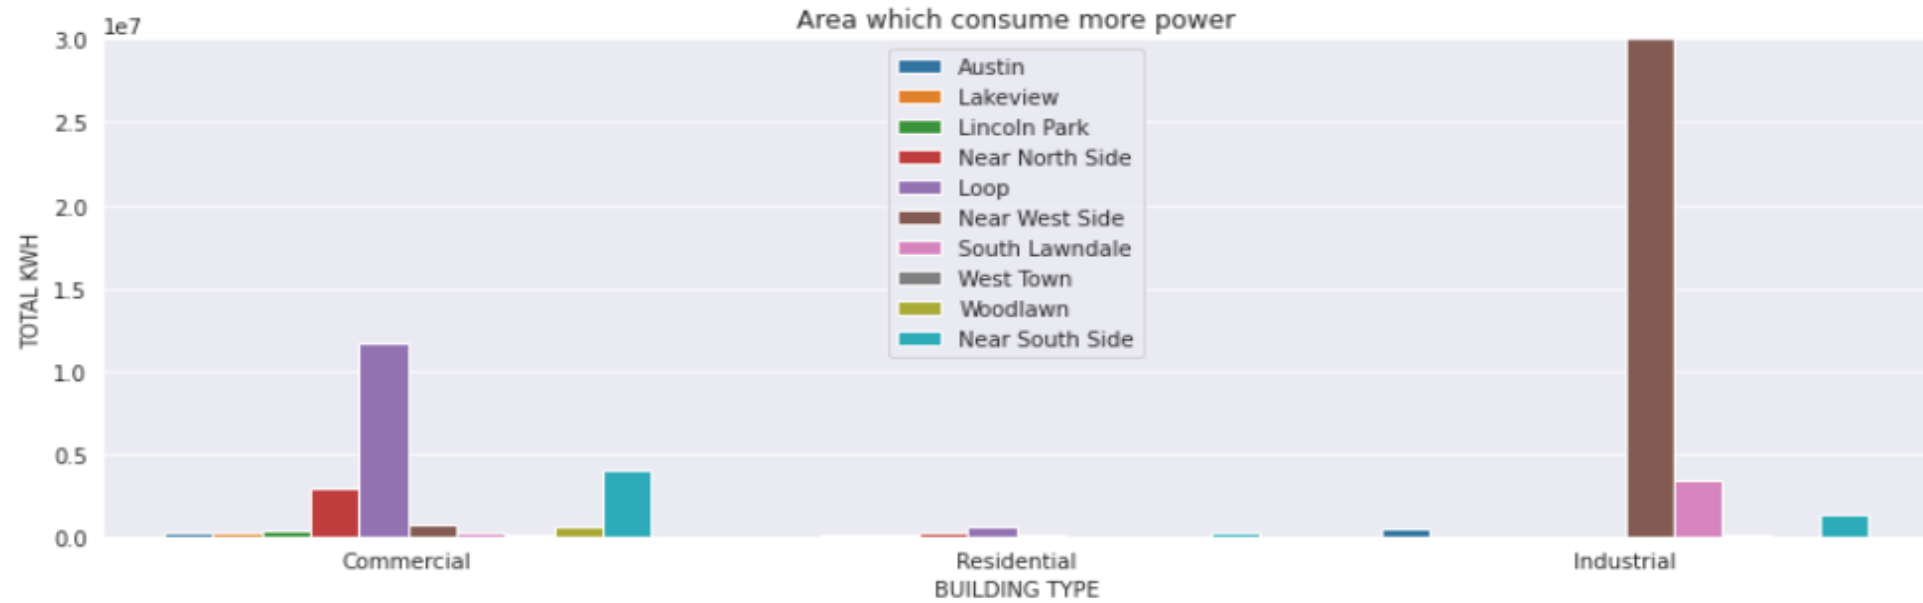 Area which consume more power
1e7
3.0
2.5
2.0
1.5
1.0
0.5
0.0
TOTAL KWH
Austin
Lakeview
Lincoln Park
Near North Side
Loop
Near West Side
South Lawndale
West Town
Woodlawn
Near South Side
Commercial Residential Industrial
BUILDING TYPE